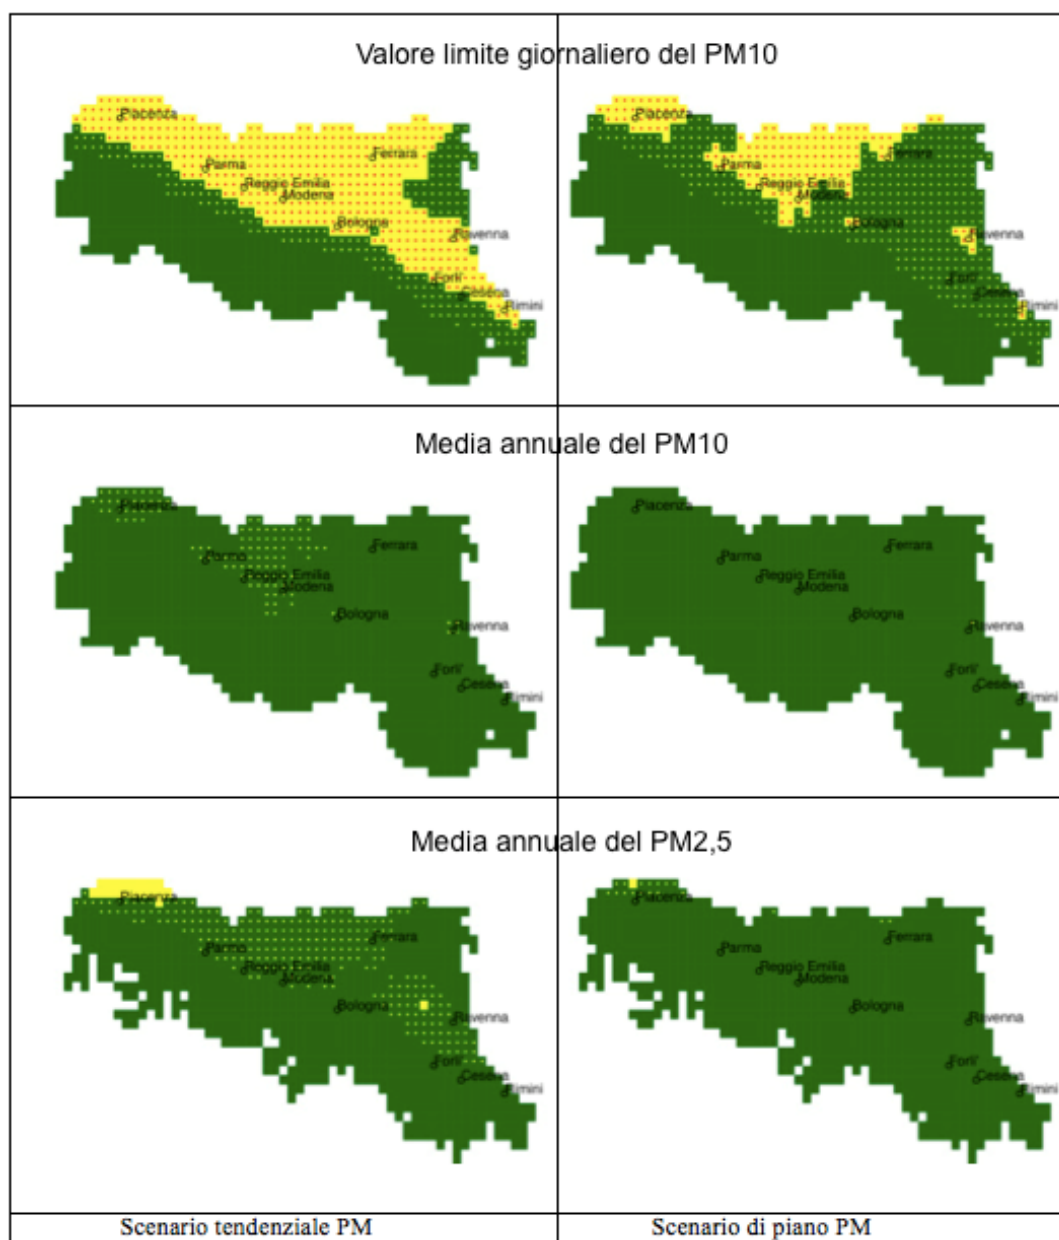 Valore limite giornaliero del PM10
Piacenza
Parma
Ferrara
Reggio Emilia
Modena
Bologna
Ravenna
Forli'
Cesena
Rimini
Piacenza
Parma
Ferrara
Reggio Emilia
Modena
Bologna
Ravenna
Forli'
Cesena
Rimini
Media annuale del PM10
Piacenza
Parma
Ferrara
Reggio Emilia
Modena
Bologna
Ravenna
Forli'
Cesena
Rimini
Piacenza
Parma
Ferrara
Reggio Emilia
Modena
Bologna
Ravenna
Forli'
Cesena
Rimini
Media annuale del PM2,5
Piacenza
Parma
Ferrara
Reggio Emilia
Modena
Bologna
Ravenna
Forli'
Cesena
Rimini
Piacenza
Parma
Ferrara
Reggio Emilia
Modena
Bologna
Ravenna
Forli'
Cesena
Rimini
Scenario tendenziale PM
Scenario di piano PM